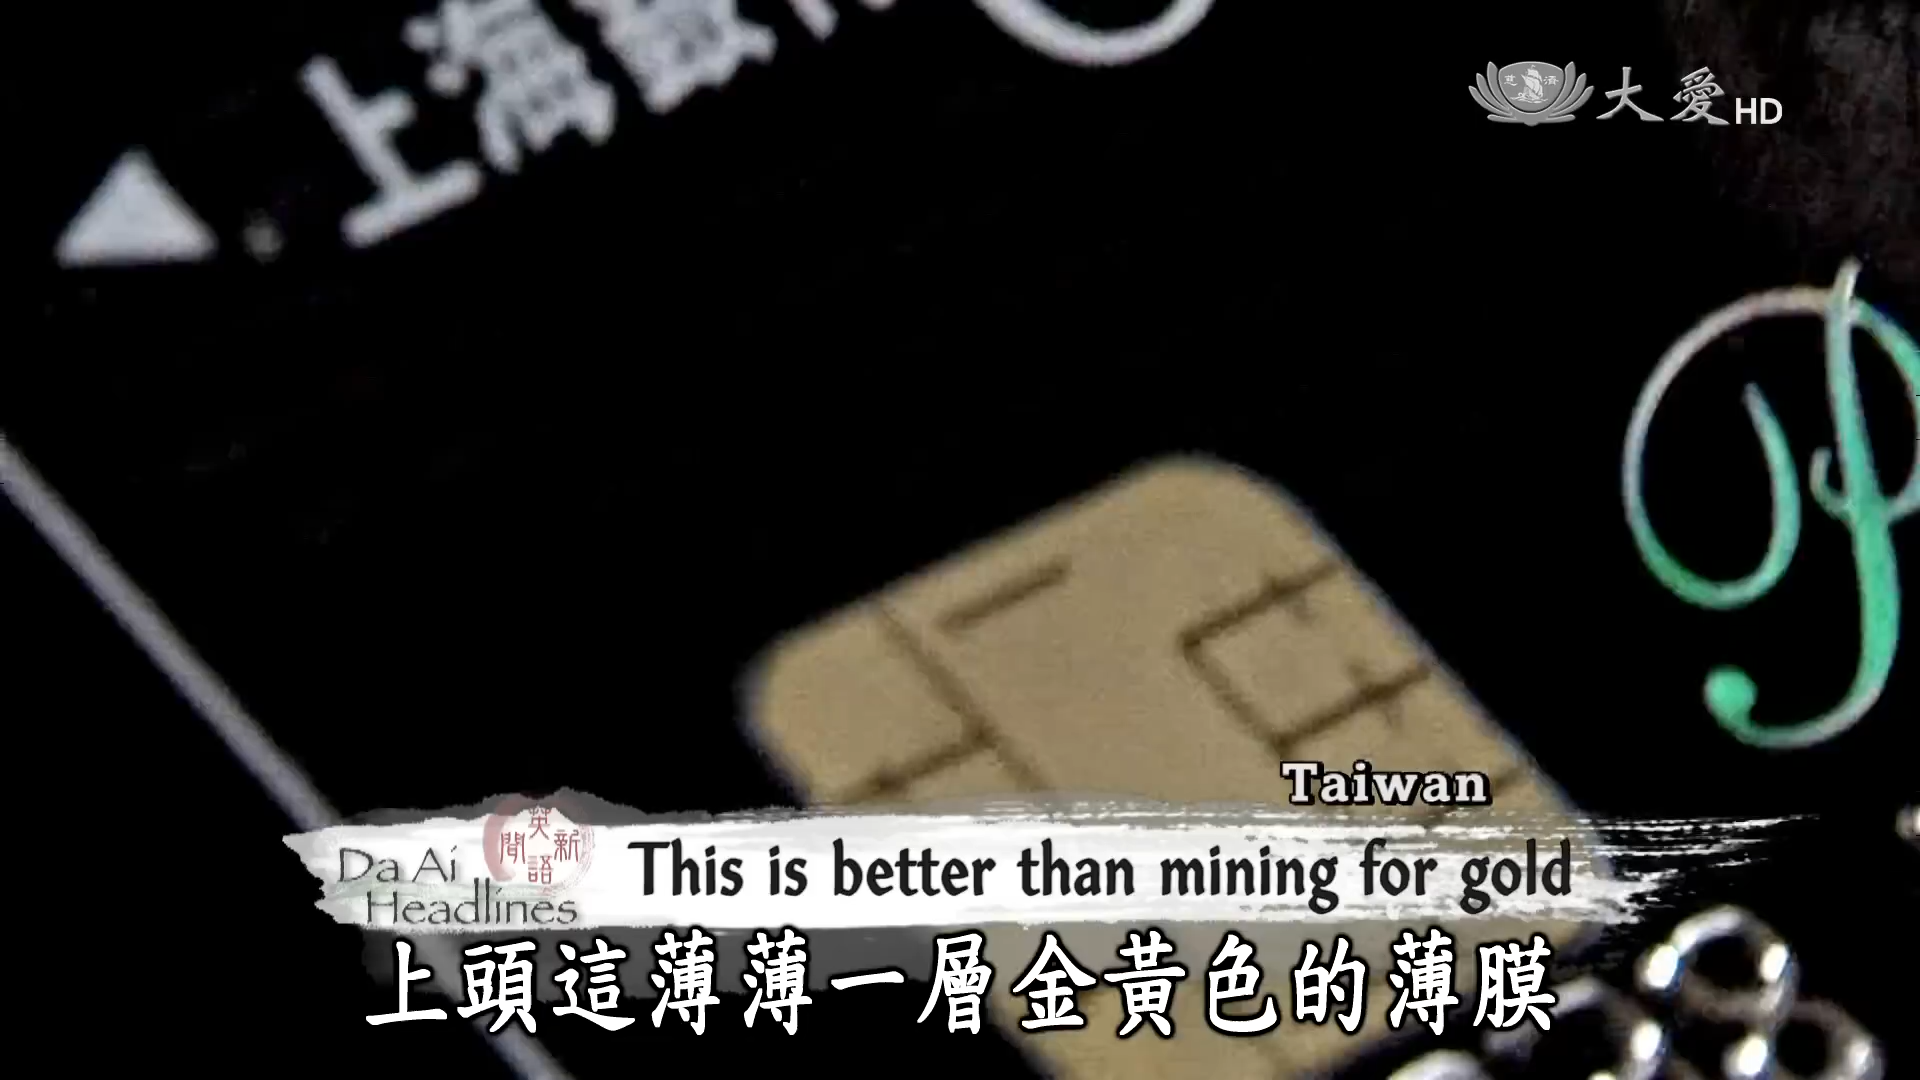 上海
大愛HD
P
Taiwan
英語新聞
Da Ai
Headlines
This is better than mining for gold
上頭這薄薄一層金黃色的薄膜